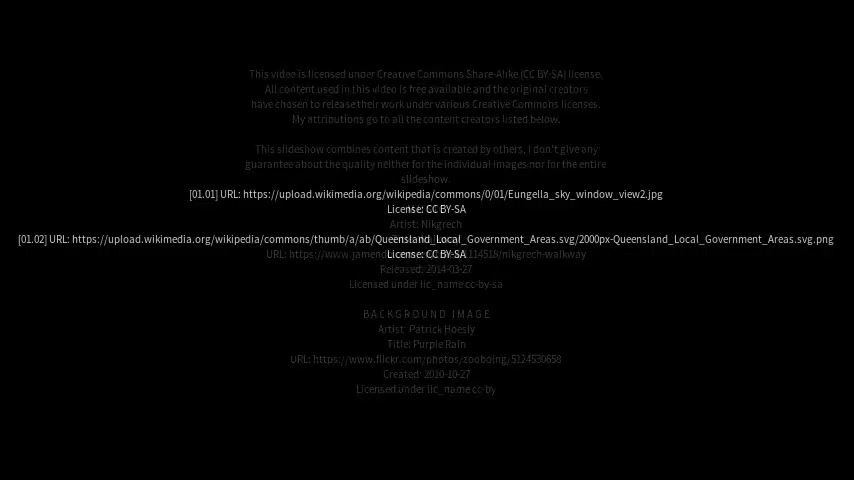 This video is licensed under Creative Commons Share-Alike (CC BY-SA) license.
All content used in this video is free available and the original creators
have chosen to release their work under various Creative Commons licenses.
My attributions go to all the content creators listed below.
This slideshow combines content that is created by others. I don't give any
guarantee about the quality neither for the individual images nor for the entire
slideshow.
[01.01] URL: https://upload.wikimedia.org/wikipedia/commons/0/01/Eungella_sky_window_view2.jpg
License: CC BY-SA
Artist: Nikgrech
[01.02] URL: https://upload.wikimedia.org/wikipedia/commons/thumb/a/ab/Queensland_Local_Government_Areas.svg/2000px-Queensland_Local_Government_Areas.svg.png
License: CC BY-SA
Released: 2014-03-27
Licensed under lic_name cc-by-sa
BACKGROUND IMAGE
Artist: Patrick Hoesly
Title: Purple Rain
URL: https://www.flickr.com/photos/zooboing/5124530658
Created: 2010-10-27
Licensed under lic_name cc-by